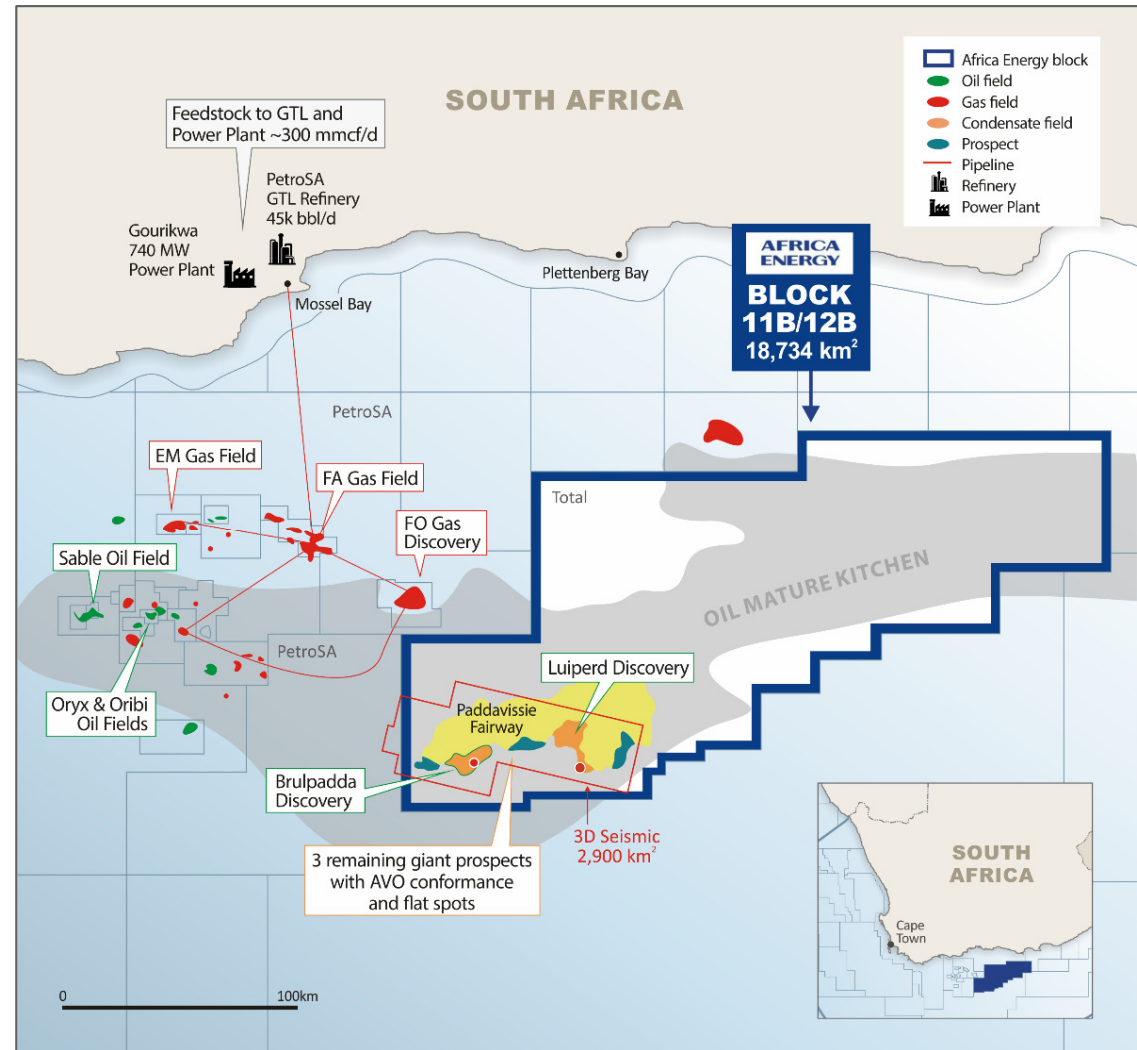 SOUTH AFRICA
Africa Energy block
Oil field
Gas field
Condensate field
Prospect
Pipeline
Refinery
Power Plant
Feedstock to GTL and
Power Plant ~300 mmcf/d
PetroSA
GTL Refinery
45k bbl/d
Gourikwa
740 MW
Power Plant
Mossel Bay
Plettenberg Bay
AFRICA
ENERGY
BLOCK
11B/12B
18,734 km²
PetroSA
EM Gas Field
FA Gas Field
FO Gas
Discovery
Total
Sable Oil Field
OIL MATURE KITCHEN
PetroSA
Oryx & Oribi
Oil Fields
Luiperd Discovery
Paddavissie
Fairway
Brulpadda
Discovery
3D Seismic
2,900 km²
3 remaining giant prospects
with AVO conformance
and flat spots
SOUTH
AFRICA
Cape
Town
0 100km